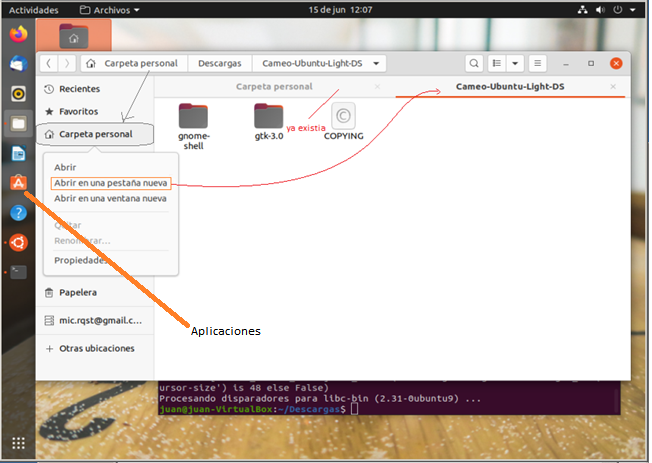 Actividades
Archivos
15 de jun 12:07
Carpeta personal
Descargas
Cameo-Ubuntu-Light-DS
Carpeta personal
Cameo-Ubuntu-Light-DS
Recientes
Favoritos
Carpeta personal
gnome-
shell
gtk-3.0
ya existia
COPYING
Abrir
Abrir en una pestaña nueva
Abrir en una ventana nueva
Quitar
Renombrar...
Propiedades
Papelera
mic.rqst@gmail.c...
Otras ubicaciones
Aplicaciones
ursor-size') is 48 else False)
Procesando disparadores para libc-bin (2.31-0ubuntu9) ...
juan@juan-VirtualBox:~/Descargas$